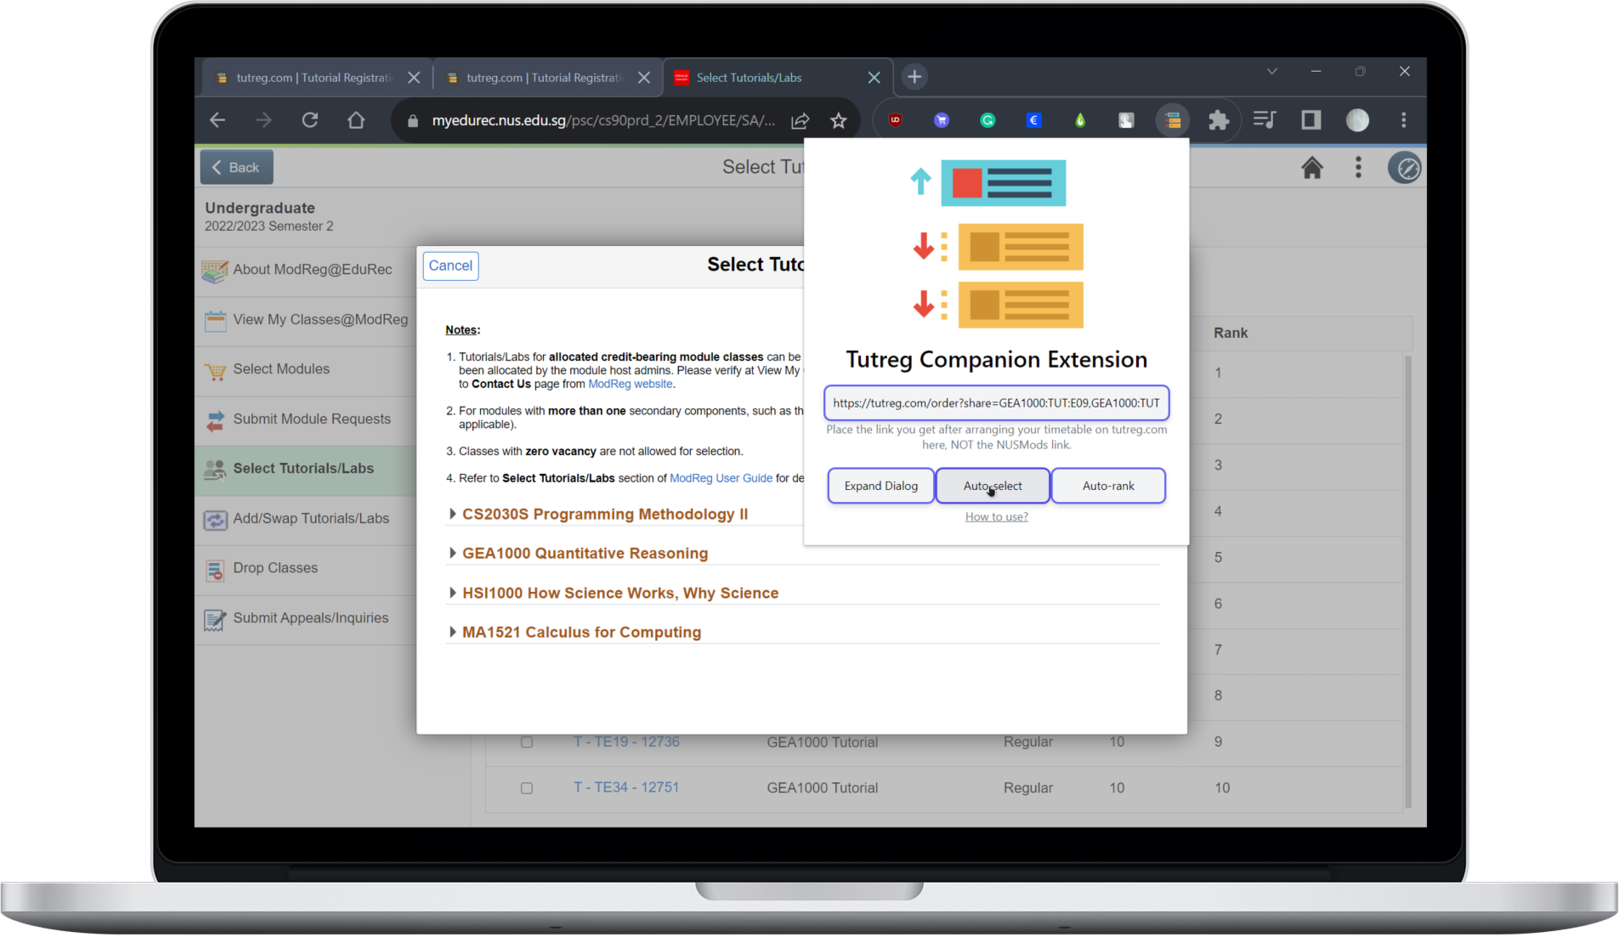 tutreg.com | Tutorial Registrati
tutreg.com | Tutorial Registratio
Select Tutorials/Labs
myedurec.nus.edu.sg/psc/cs90prd_2/EMPLOYEE/SA/...
Back
Select Tut
Undergraduate
2022/2023 Semester 2
About ModReg@EduRec
View My Classes@ModReg
Select Modules
Submit Module Requests
Select Tutorials/Labs
Add/Swap Tutorials/Labs
Drop Classes
Submit Appeals/Inquiries
Cancel
Select Tuto
Notes:
1. Tutorials/Labs for allocated credit-bearing module classes can be
been allocated by the module host admins. Please verify at View My
to Contact Us page from ModReg website.
2. For modules with more than one secondary components, such as th
applicable).
3. Classes with zero vacancy are not allowed for selection.
4. Refer to Select Tutorials/Labs section of ModReg User Guide for de
CS2030S Programming Methodology II
GEA1000 Quantitative Reasoning
HSI1000 How Science Works, Why Science
MA1521 Calculus for Computing
Tutreg Companion Extension
https://tutreg.com/order?share=GEA1000:TUT:E09,GEA1000:TUT
Place the link you get after arranging your timetable on tutreg.com
here, NOT the NUSMods link.
Expand Dialog
Auto-select
Auto-rank
How to use?
Rank
1
2
3
4
5
6
7
8
T - TE19 - 12736 GEA1000 Tutorial Regular 10 9
T - TE34 - 12751 GEA1000 Tutorial Regular 10 10